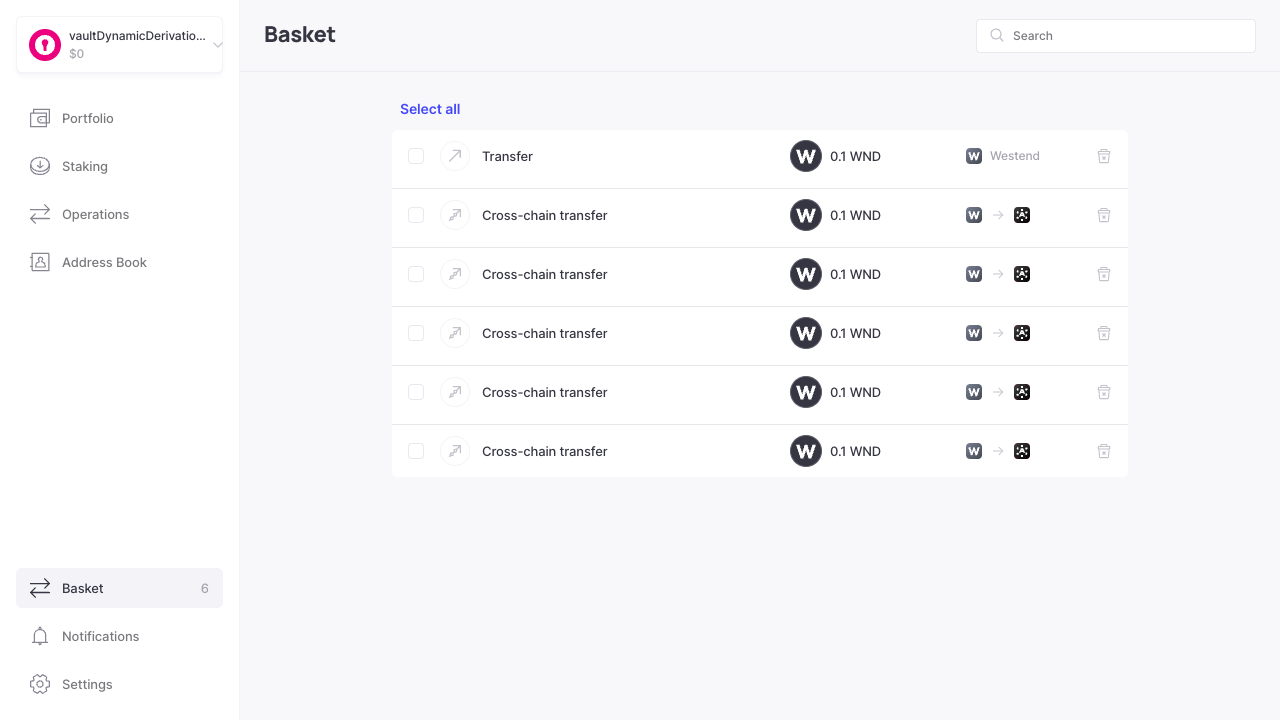 vaultDynamicDerivatio...
$0
Portfolio
Staking
Operations
Address Book
Basket 6
Notifications
Settings
Basket
Search
Select all
Transfer 0.1 WND Westend
Cross-chain transfer 0.1 WND
Cross-chain transfer 0.1 WND
Cross-chain transfer 0.1 WND
Cross-chain transfer 0.1 WND
Cross-chain transfer 0.1 WND